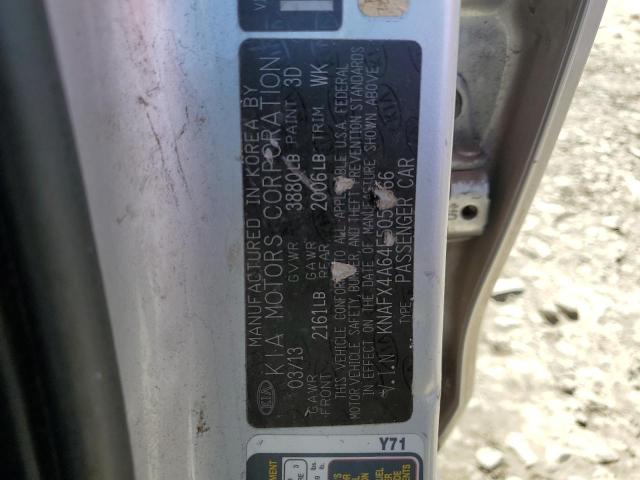 MANUFACTURED IN KOREA BY
KIA MOTORS CORPORATION
03/13 GVWR 3880LB PAINT 3D
GAWR FRONT 2161LB GAWR REAR 2006LB TRIM WK
THIS VEHICLE CONFORMS TO ALL APPLICABLE U.S.A. FEDERAL
MOTOR VEHICLE SAFETY, BUMPER, AND THEFT PREVENTION STANDARDS
IN EFFECT ON THE DATE OF MANUFACTURE SHOWN ABOVE.
V.I.N.
TYPE: PASSENGER CAR
KIA
Y71